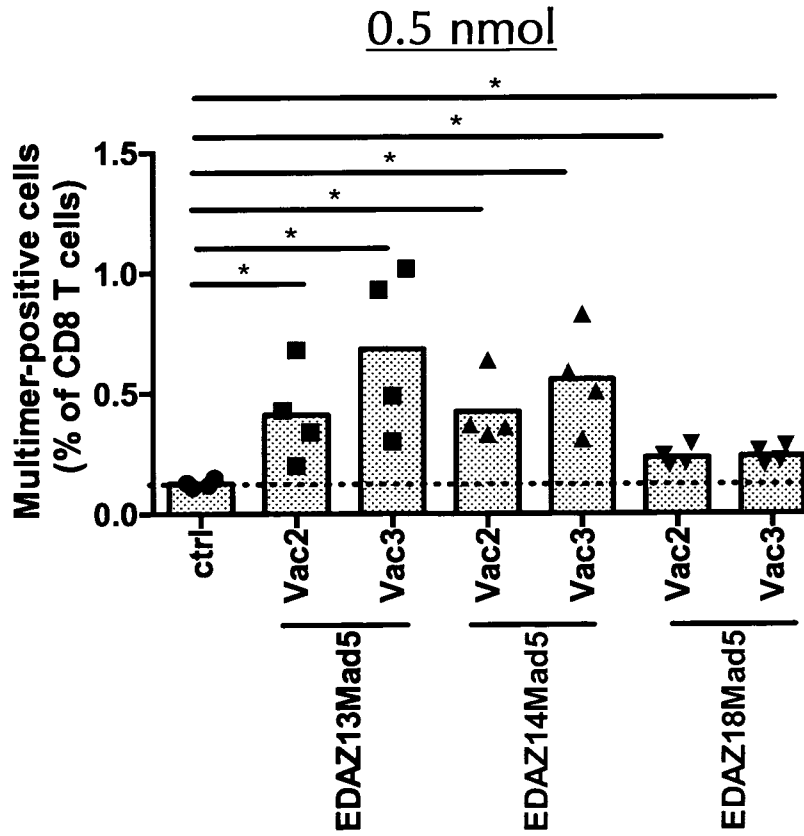 0.5 nmol
*
*
*
*
*
*
Multimer-positive cells
(% of CD8 T cells)
1.5
1.0
0.5
0.0
ctrl
Vac2
Vac3
Vac2
Vac3
Vac2
Vac3
EDAZ13Mad5
EDAZ14Mad5
EDAZ18Mad5